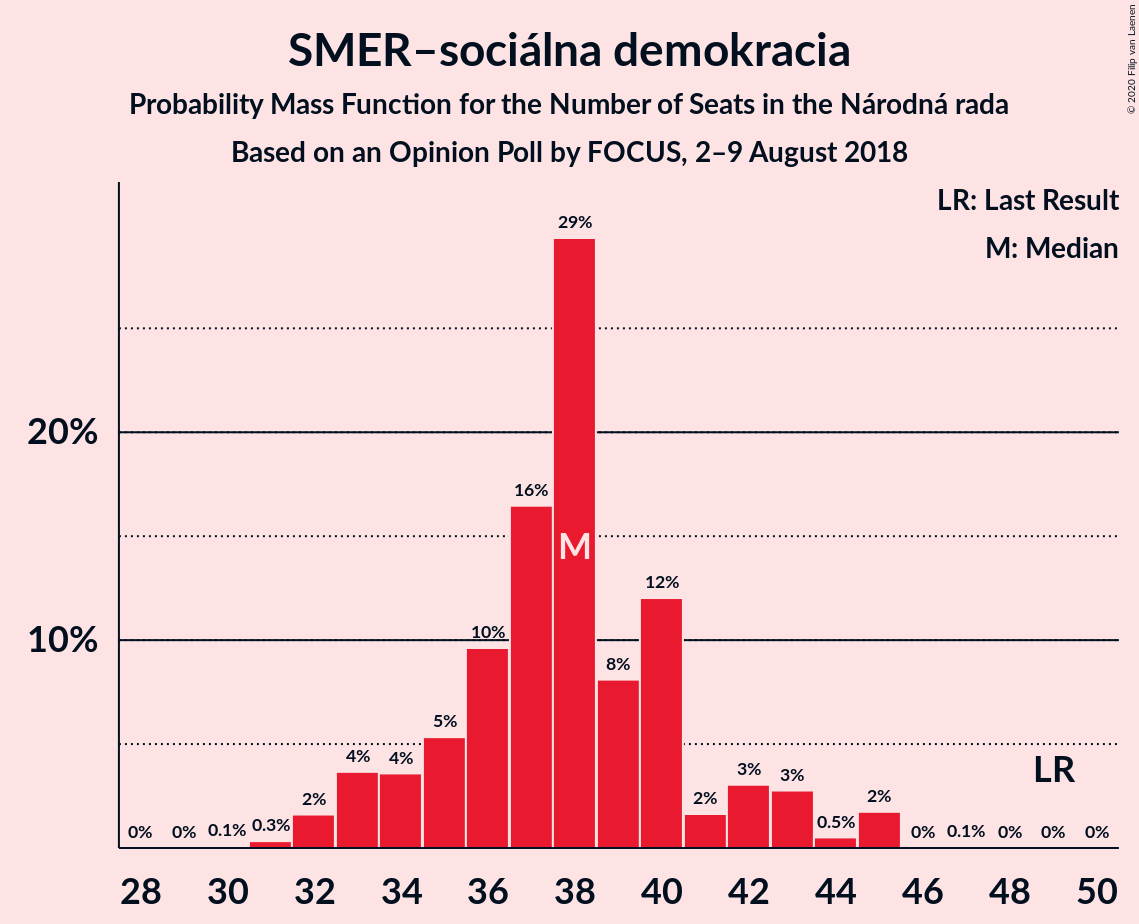 SMER–sociálna demokracia
Probability Mass Function for the Number of Seats in the Národná rada
Based on an Opinion Poll by FOCUS, 2–9 August 2018
© 2020 Filip van Laenen
LR: Last Result
M: Median
20%
10%
0% 0% 0.1% 0.3% 2% 4% 4% 5% 10% 16% 29% 8% 12% 2% 3% 3% 0.5% 2% 0% 0.1% 0% 0% 0%
M
LR
28 30 32 34 36 38 40 42 44 46 48 50